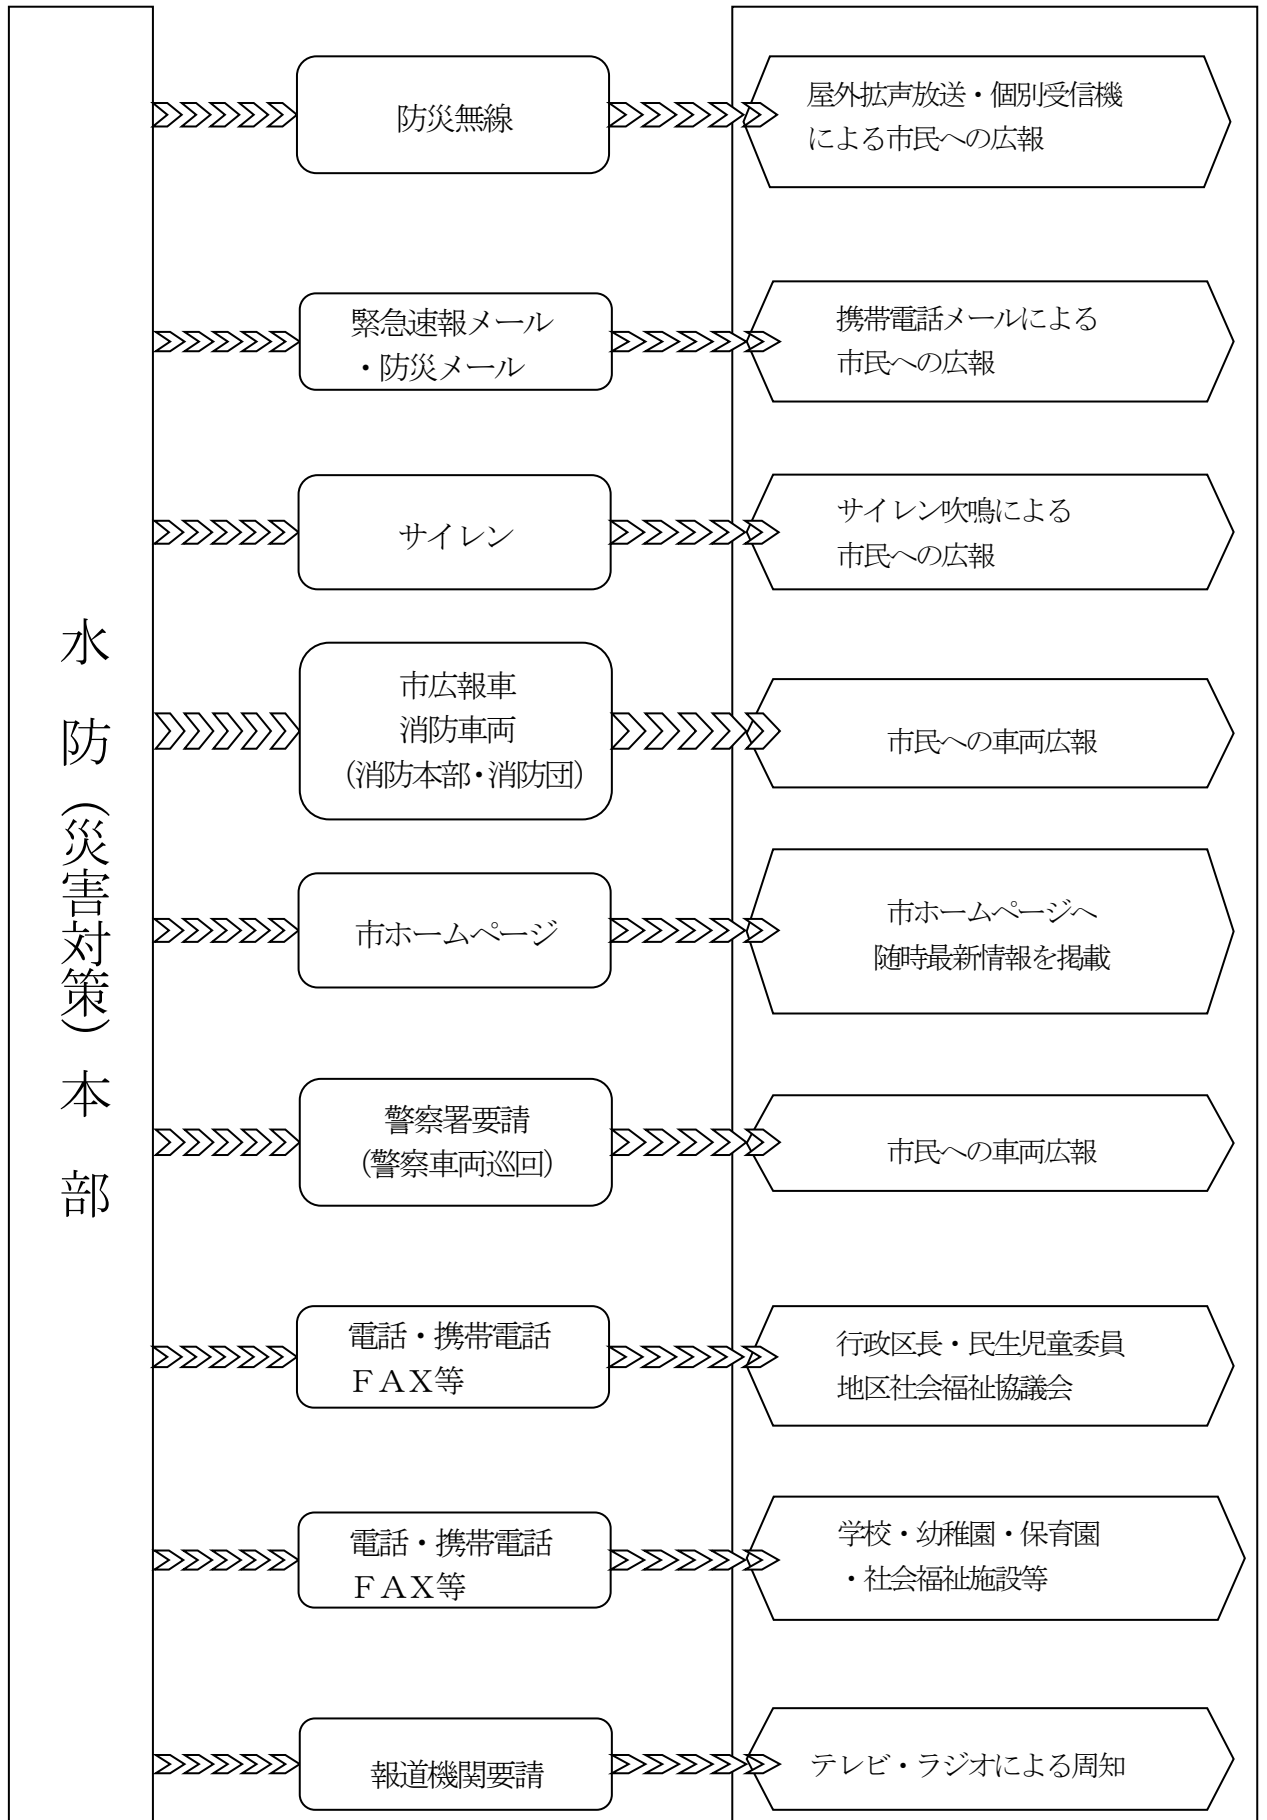 水防（災害対策）本部
防災無線
屋外拡声放送・個別受信機
による市民への広報
緊急速報メール
・防災メール
携帯電話メールによる
市民への広報
サイレン
サイレン吹鳴による
市民への広報
市広報車
消防車両
（消防本部・消防団）
市民への車両広報
市ホームページ
市ホームページへ
随時最新情報を掲載
警察署要請
（警察車両巡回）
市民への車両広報
電話・携帯電話
ＦＡＸ等
行政区長・民生児童委員
地区社会福祉協議会
電話・携帯電話
ＦＡＸ等
学校・幼稚園・保育園
・社会福祉施設等
報道機関要請
テレビ・ラジオによる周知